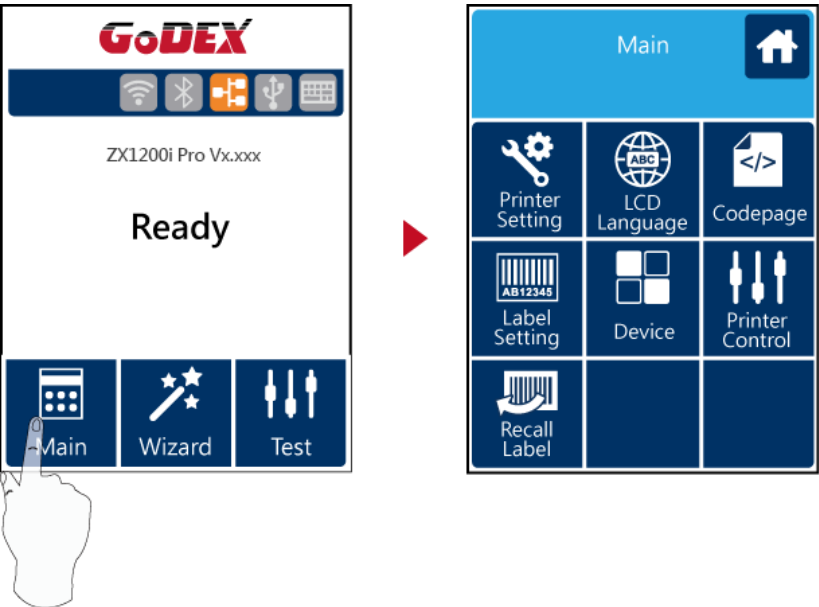 GoDEX
ZX1200i Pro Vx.xxx
Ready
Main
Wizard
Test
Main
Printer
Setting
ABC
LCD
Language
</>
Codepage
AB12345
Label
Setting
Device
Printer
Control
Recall
Label